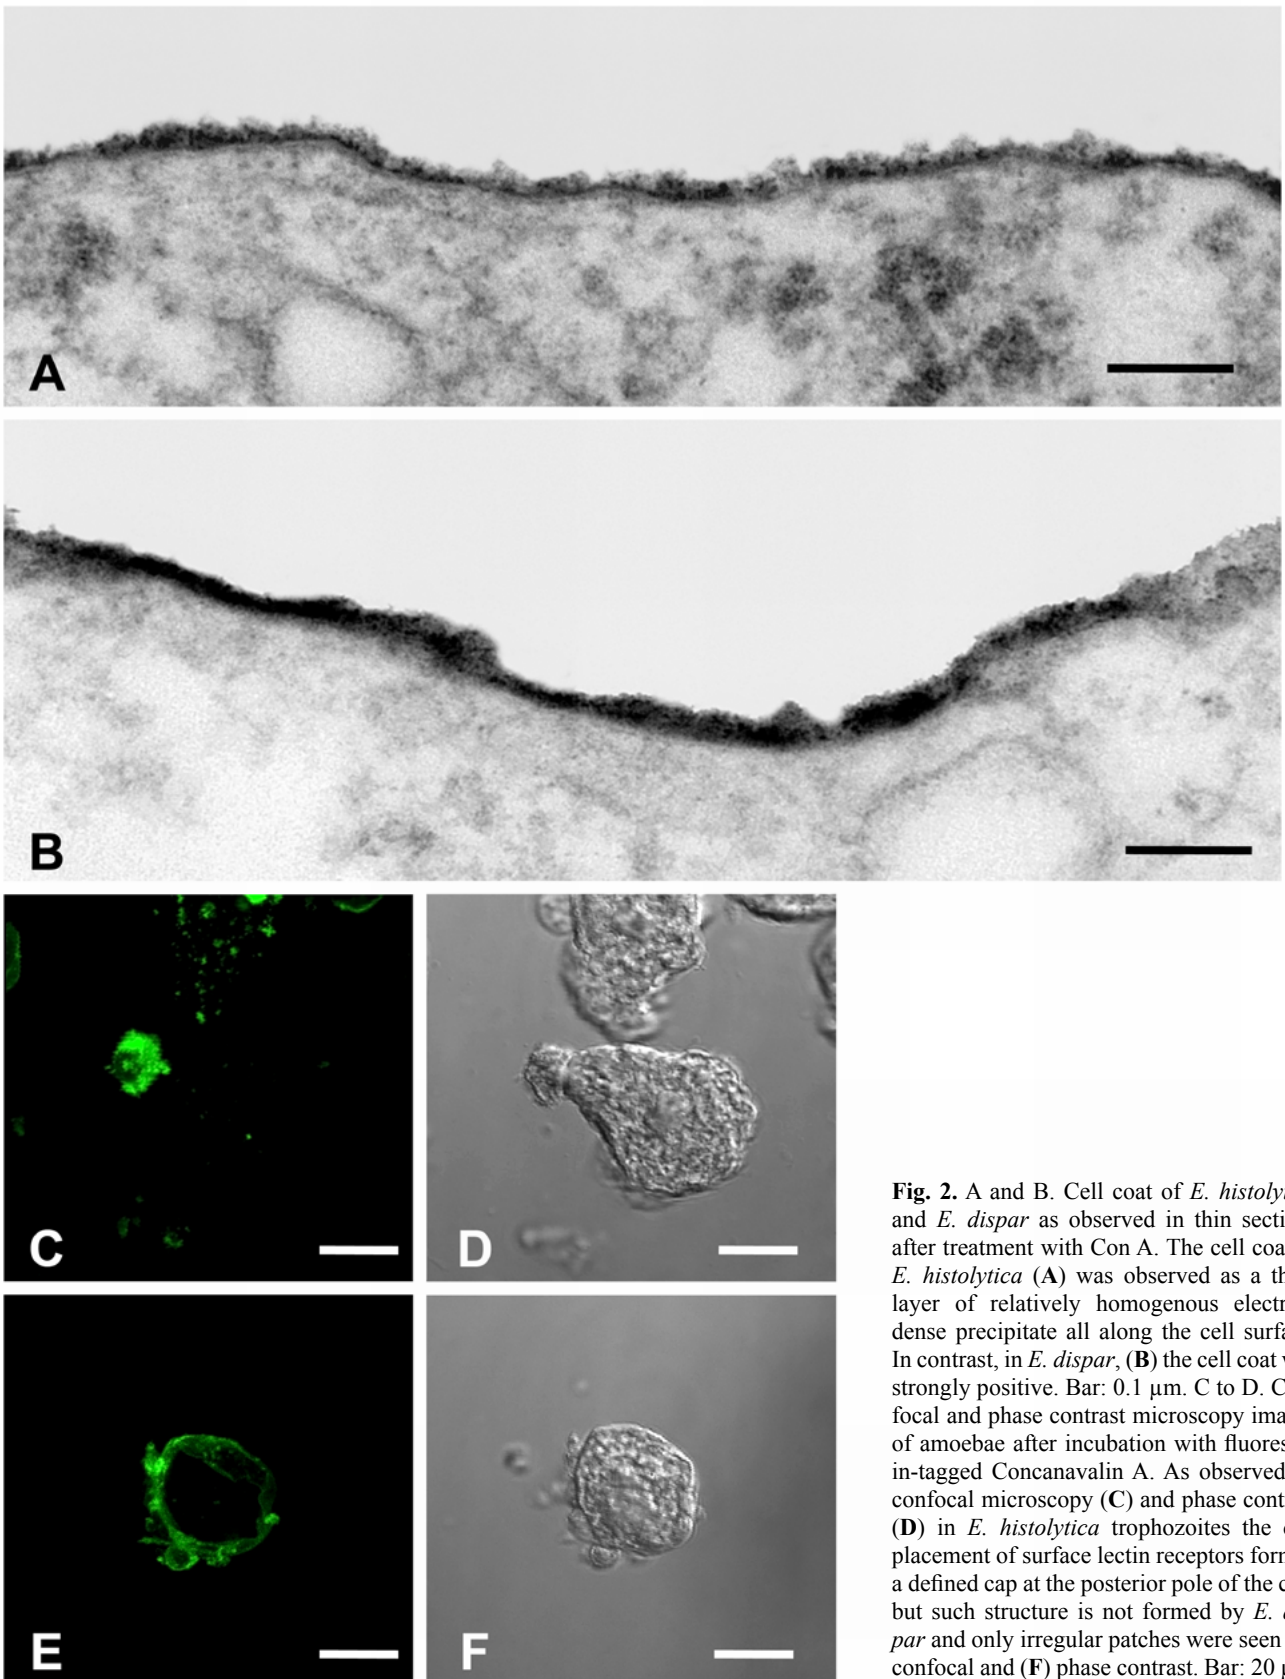 A
B
C
D
E
F
Fig. 2. A and B. Cell coat of E. histoly
and E. dispar as observed in thin secti
after treatment with Con A. The cell coa
E. histolytica (A) was observed as a th
layer of relatively homogenous electr
dense precipitate all along the cell surfa
In contrast, in E. dispar, (B) the cell coat
strongly positive. Bar: 0.1 µm. C to D. C
focal and phase contrast microscopy ima
of amoebae after incubation with fluores
in-tagged Concanavalin A. As observed
confocal microscopy (C) and phase cont
(D) in E. histolytica trophozoites the
placement of surface lectin receptors for
a defined cap at the posterior pole of the
but such structure is not formed by E.
par and only irregular patches were seen
confocal and (F) phase contrast. Bar: 20